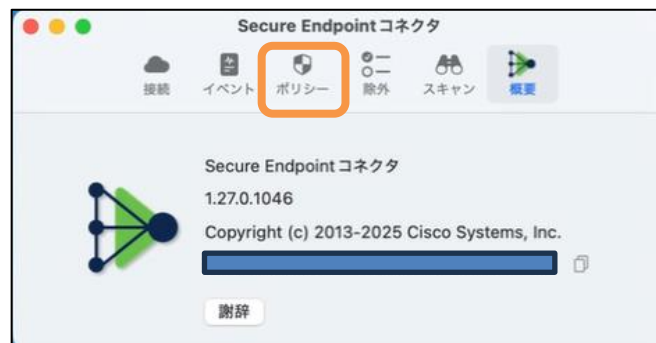 Secure Endpointコネクタ
接続 イベント ポリシー 除外 スキャン 概要
Secure Endpointコネクタ
1.27.0.1046
Copyright (c) 2013-2025 Cisco Systems, Inc.
謝辞